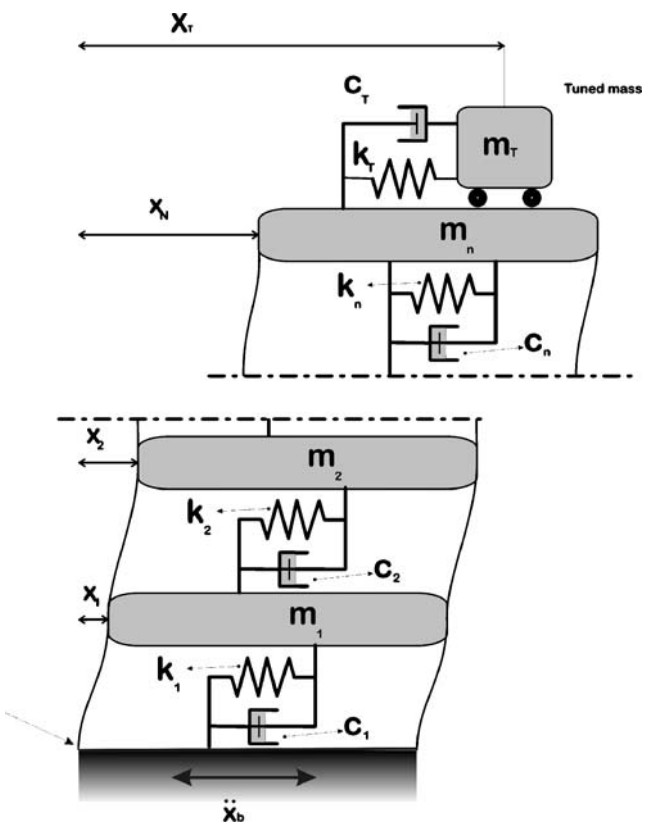 X_T
C_T
Tuned mass
k_T
m_T
x_N
m_n
k_n
C_n
x_2
m_2
k_2
C_2
x_1
m_1
k_1
C_1
ẍ_b